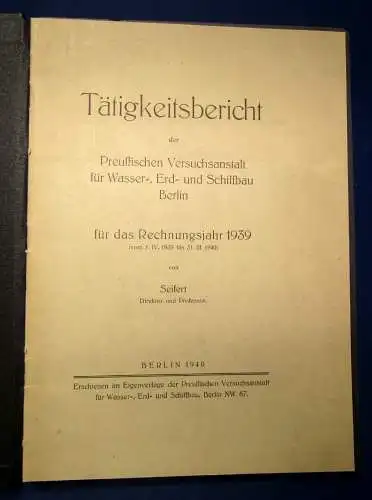 Tätigkeitsbericht
der
Preußischen Versuchsanstalt
für Wasser-, Erd- und Schiffbau
Berlin
für das Rechnungsjahr 1939
(vom 1. IV. 1939 bis 31. III. 1940)
von
Seifert
Direktor und Professor.
BERLIN 1940
Erschienen im Eigenverlage der Preußischen Versuchsanstalt
für Wasser-, Erd- und Schiffbau, Berlin NW. 67.